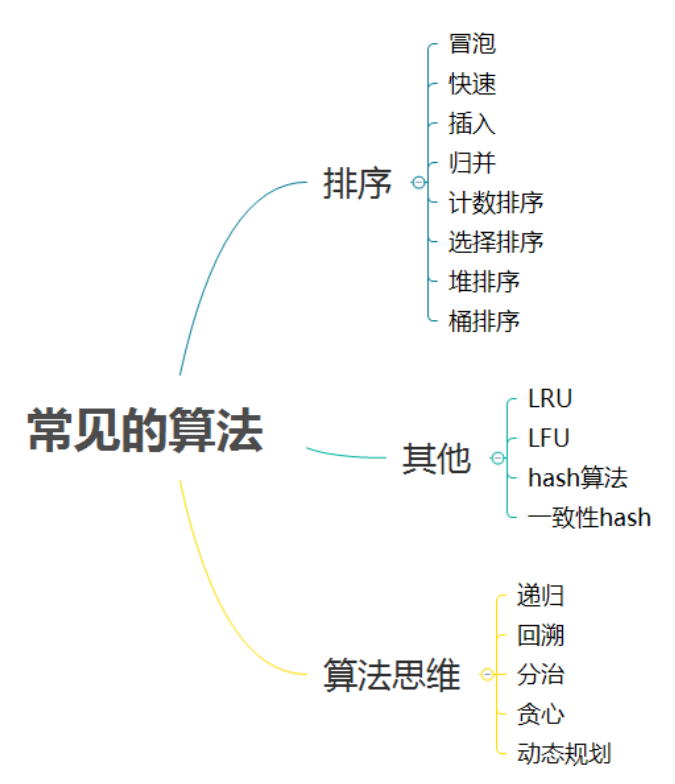 常见的算法
排序
冒泡
快速
插入
归并
计数排序
选择排序
堆排序
桶排序
其他
LRU
LFU
hash算法
一致性hash
算法思维
递归
回溯
分治
贪心
动态规划